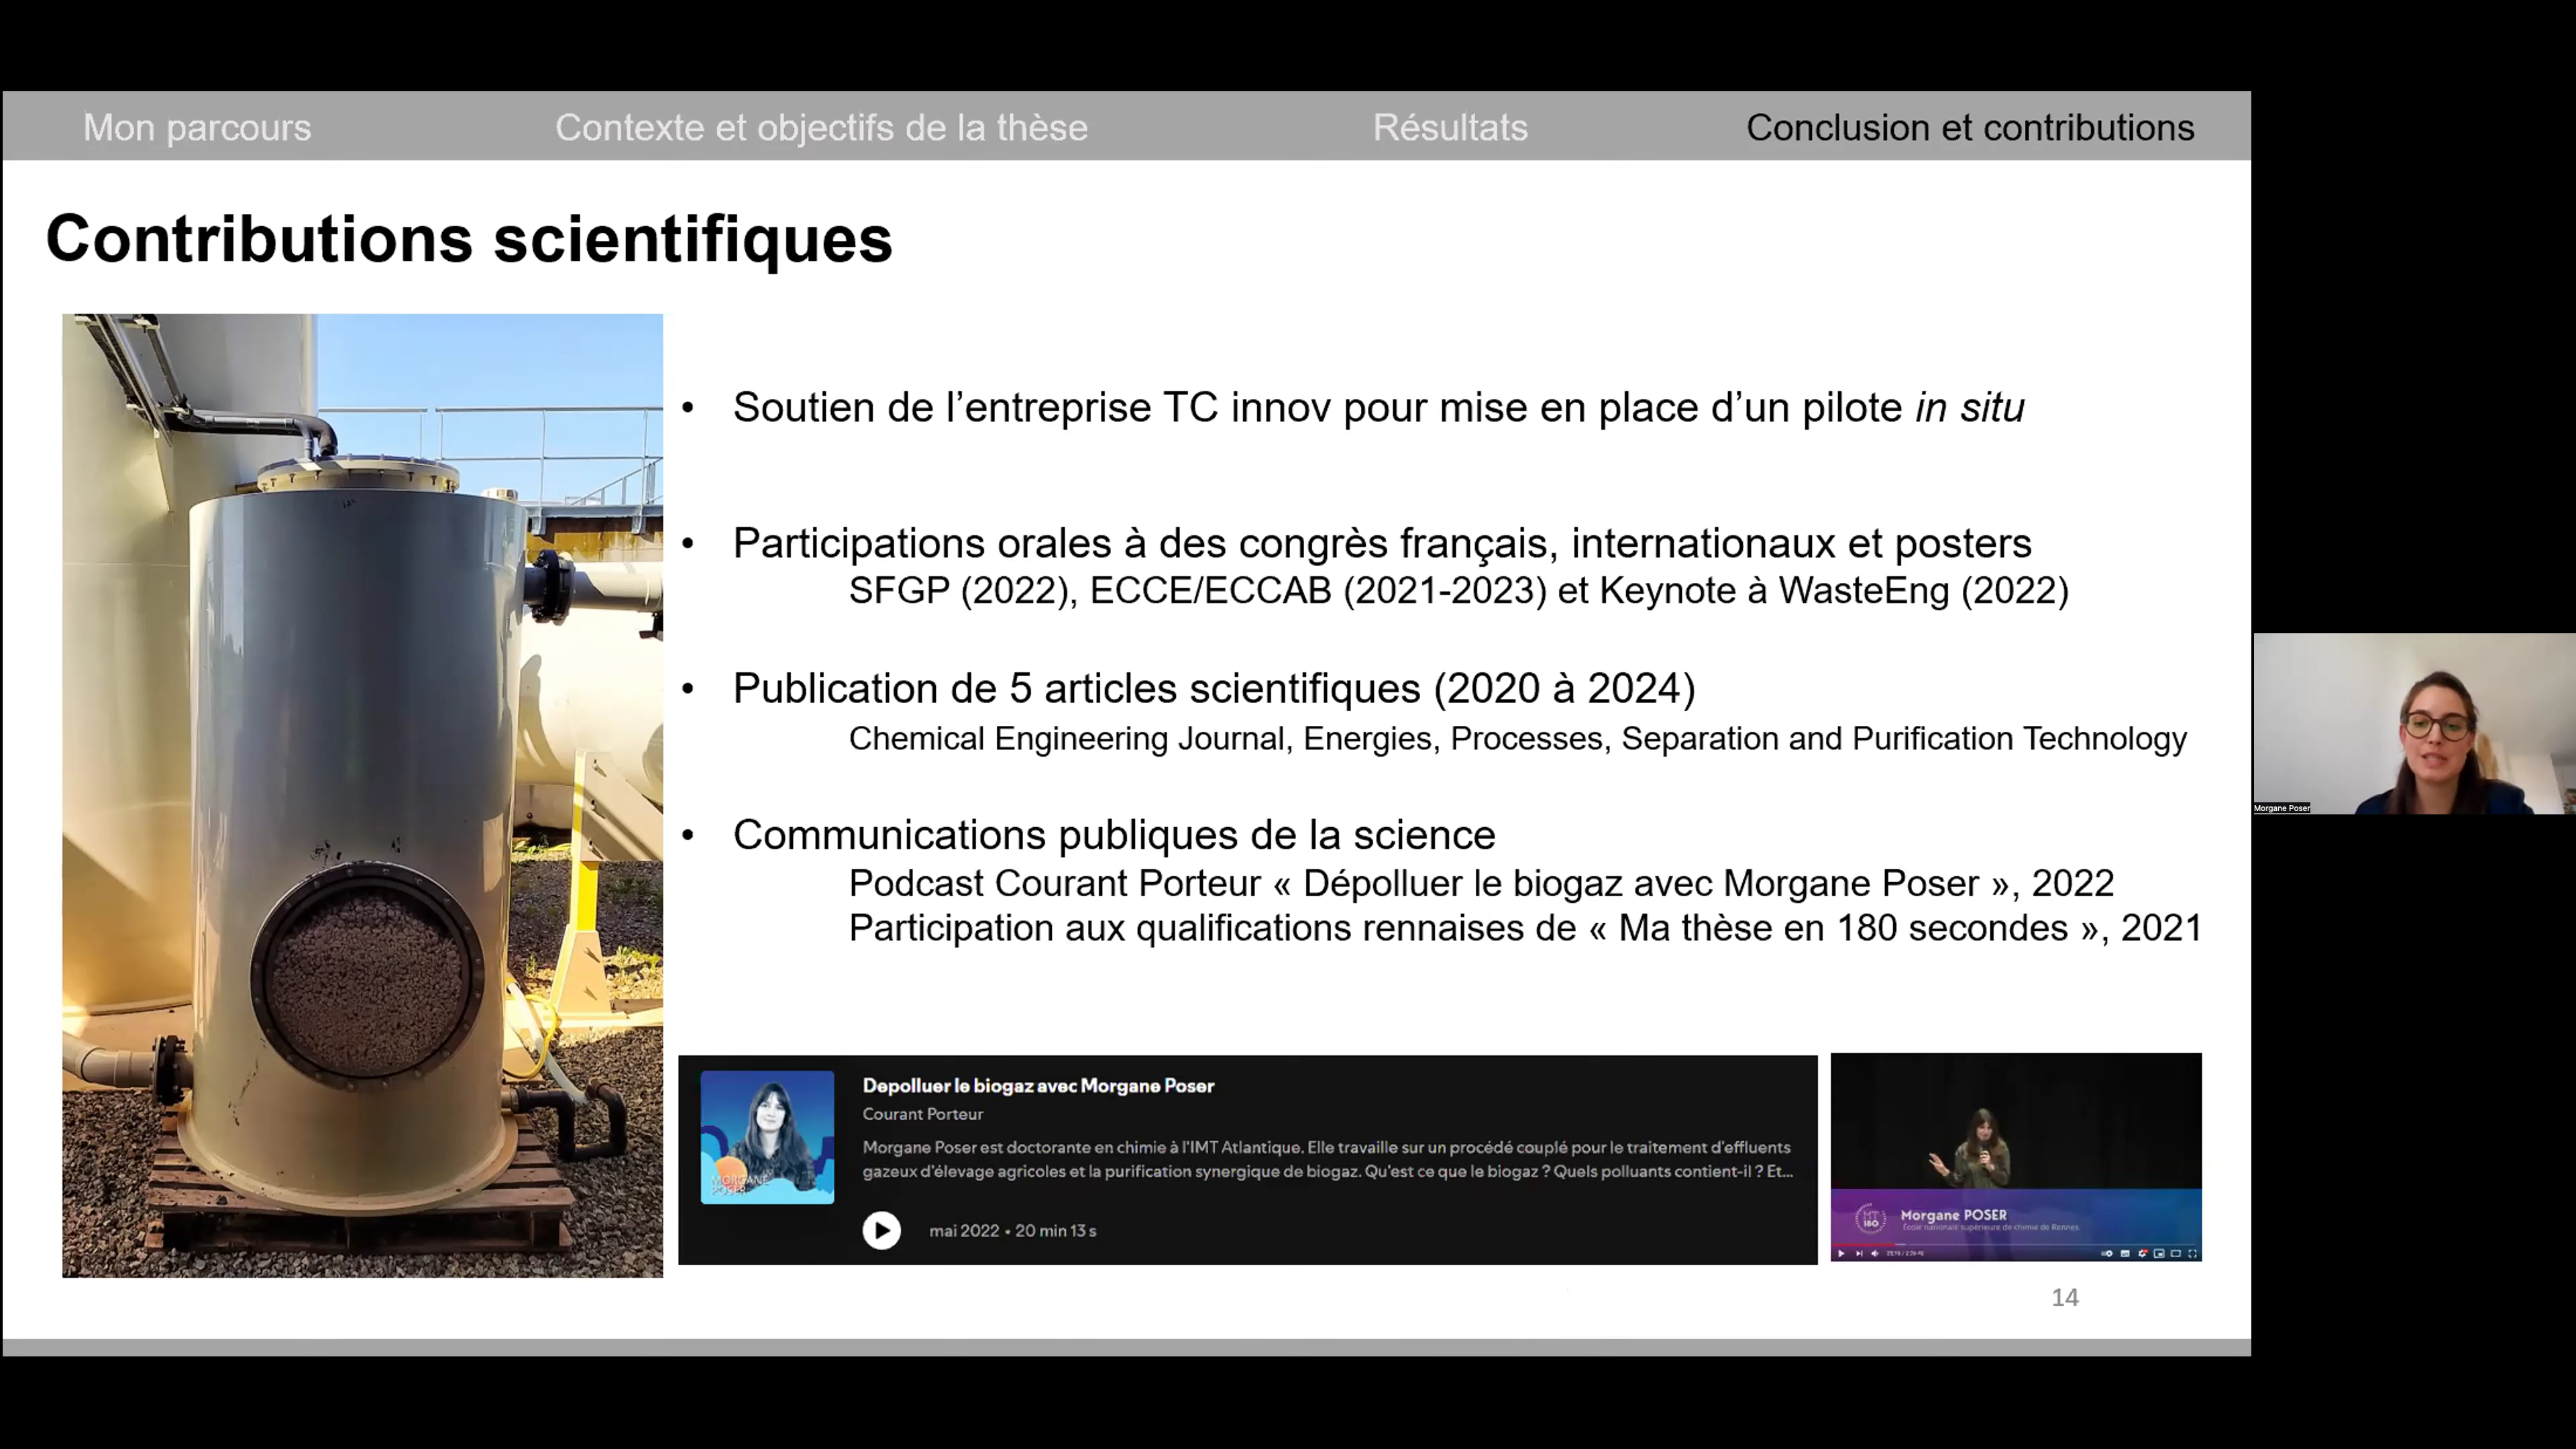 Mon parcours
Contexte et objectifs de la thèse
Résultats
Conclusion et contributions
Contributions scientifiques
• Soutien de l’entreprise TC innov pour mise en place d’un pilote in situ
• Participations orales à des congrès français, internationaux et posters
SFGP (2022), ECCE/ECCAB (2021-2023) et Keynote à WasteEng (2022)
• Publication de 5 articles scientifiques (2020 à 2024)
Chemical Engineering Journal, Energies, Processes, Separation and Purification Technology
• Communications publiques de la science
Podcast Courant Porteur « Dépolluer le biogaz avec Morgane Poser », 2022
Participation aux qualifications rennaises de « Ma thèse en 180 secondes », 2021
MORGANE
POSER
Depolluer le biogaz avec Morgane Poser
Courant Porteur
Morgane Poser est doctorante en chimie à l'IMT Atlantique. Elle travaille sur un procédé couplé pour le traitement d'effluents
gazeux d'élevage agricoles et la purification synergique de biogaz. Qu'est ce que le biogaz ? Quels polluants contient-il ? Et...
mai 2022 • 20 min 13 s
MT
180
Morgane POSER
École nationale supérieure de chimie de Rennes
14
Morgane Poser